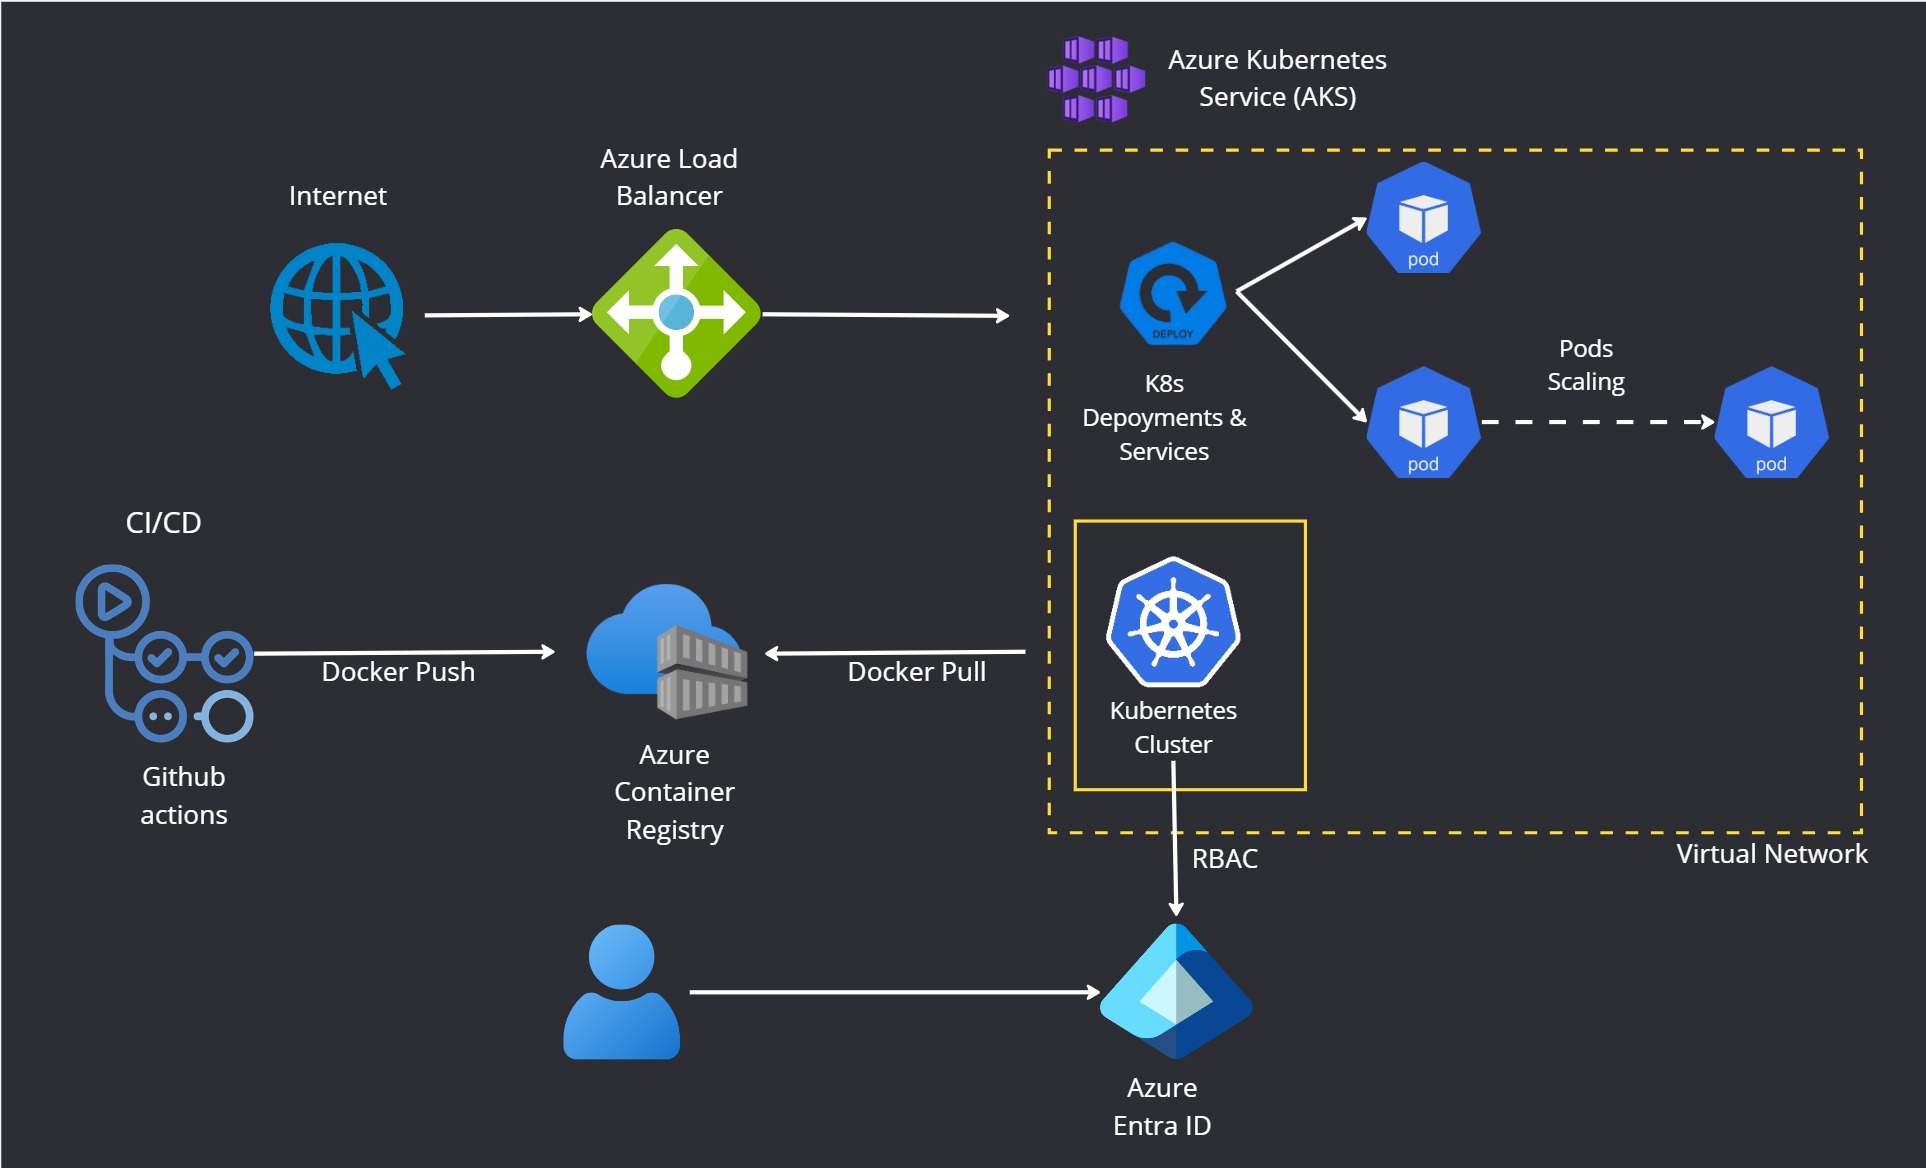 Azure Kubernetes
Service (AKS)
Azure Load
Balancer
Internet
pod
DEPLOY
K8s
Depoyments &
Services
Pods
Scaling
pod
pod
CI/CD
Docker Push
Docker Pull
Github
actions
Azure
Container
Registry
Kubernetes
Cluster
RBAC
Virtual Network
Azure
Entra ID